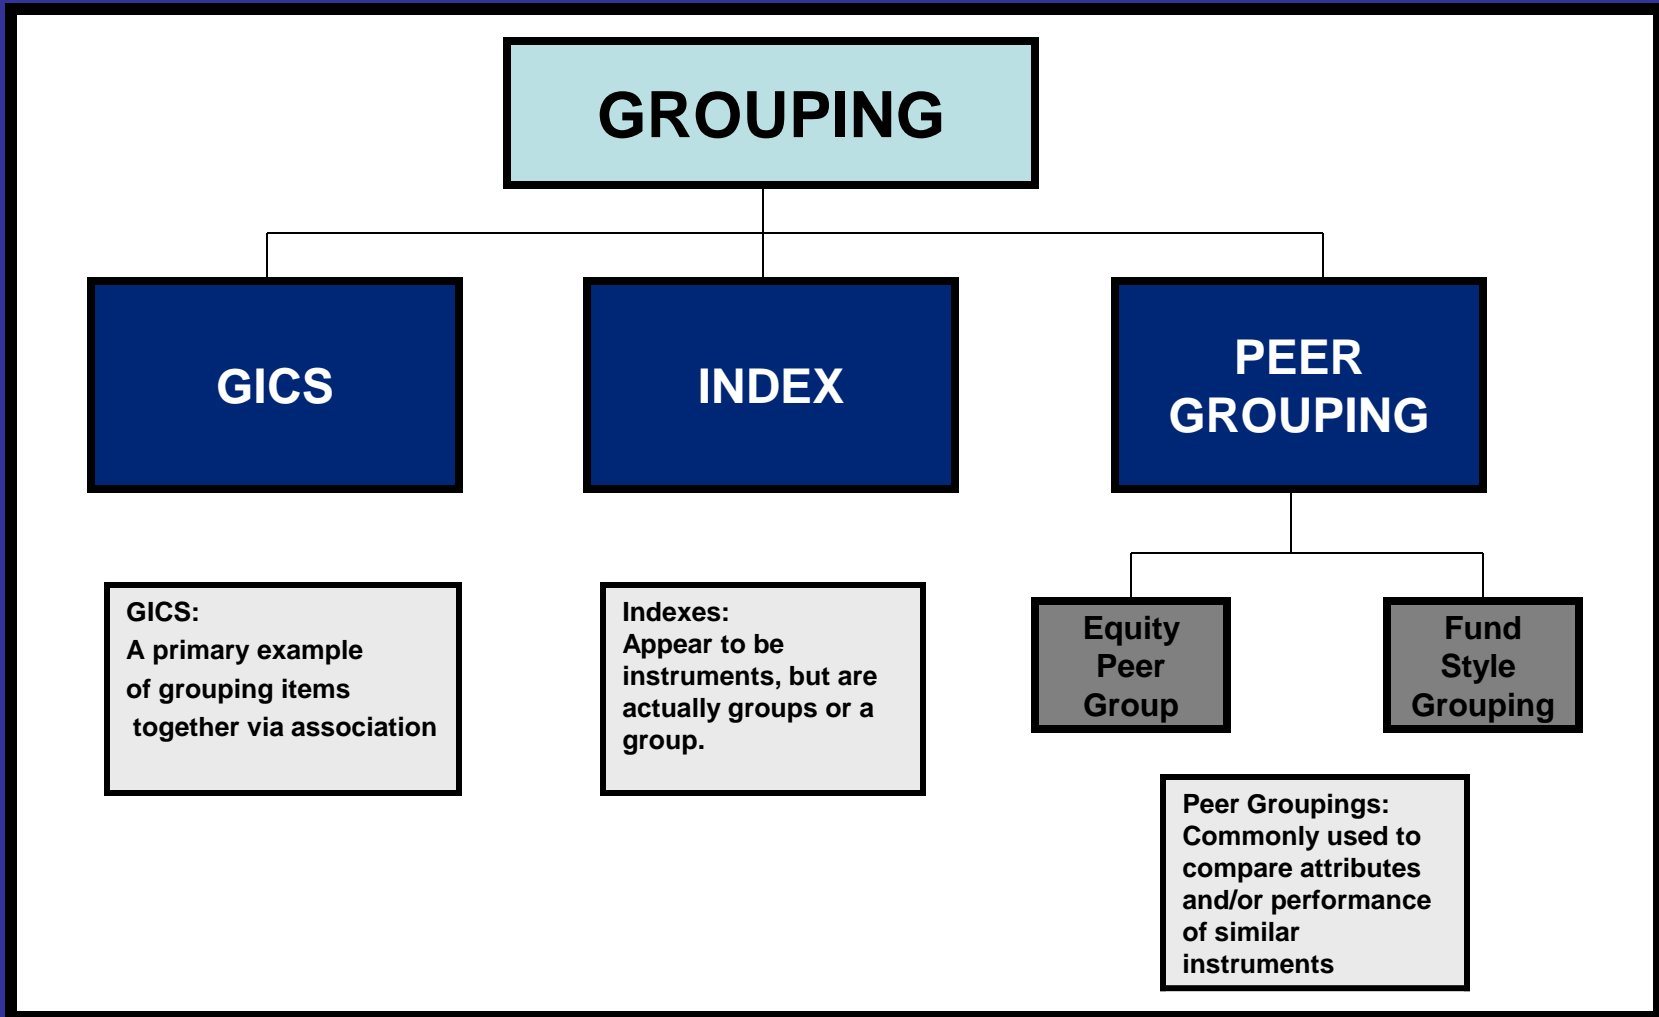 GROUPING
GICS
INDEX
PEER
GROUPING
GICS:
A primary example
of grouping items
together via association
Indexes:
Appear to be
instruments, but are
actually groups or a
group.
Equity
Peer
Group
Fund
Style
Grouping
Peer Groupings:
Commonly used to
compare attributes
and/or performance
of similar
instruments